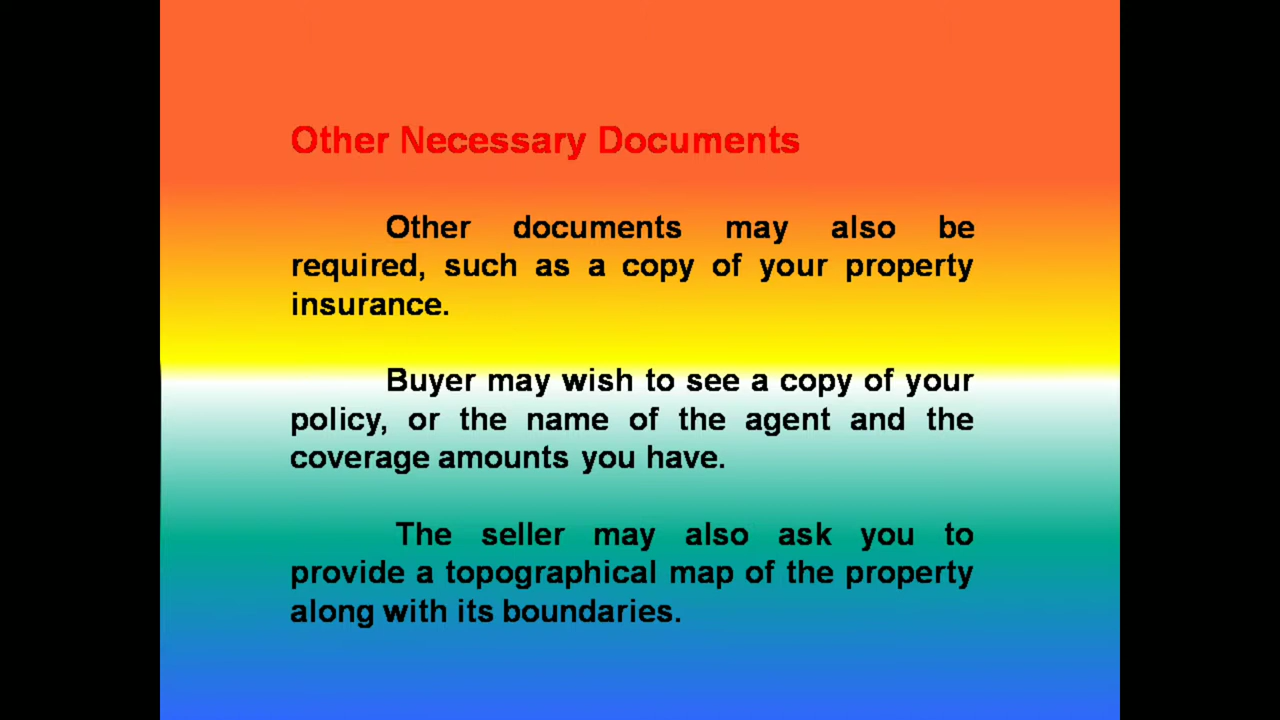 Other Necessary Documents
Other documents may also be
required, such as a copy of your property
insurance.
Buyer may wish to see a copy of your
policy, or the name of the agent and the
coverage amounts you have.
The seller may also ask you to
provide a topographical map of the property
along with its boundaries.